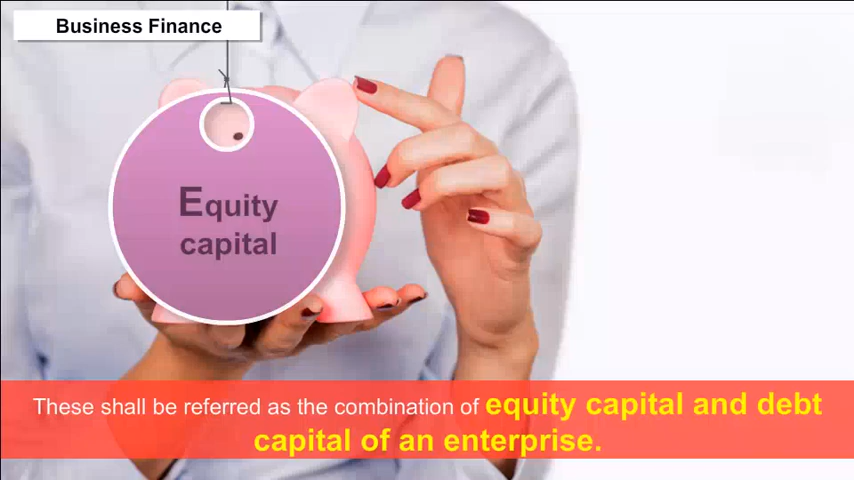 Business Finance
Equity
capital
These shall be referred as the combination of equity capital and debt
capital of an enterprise.